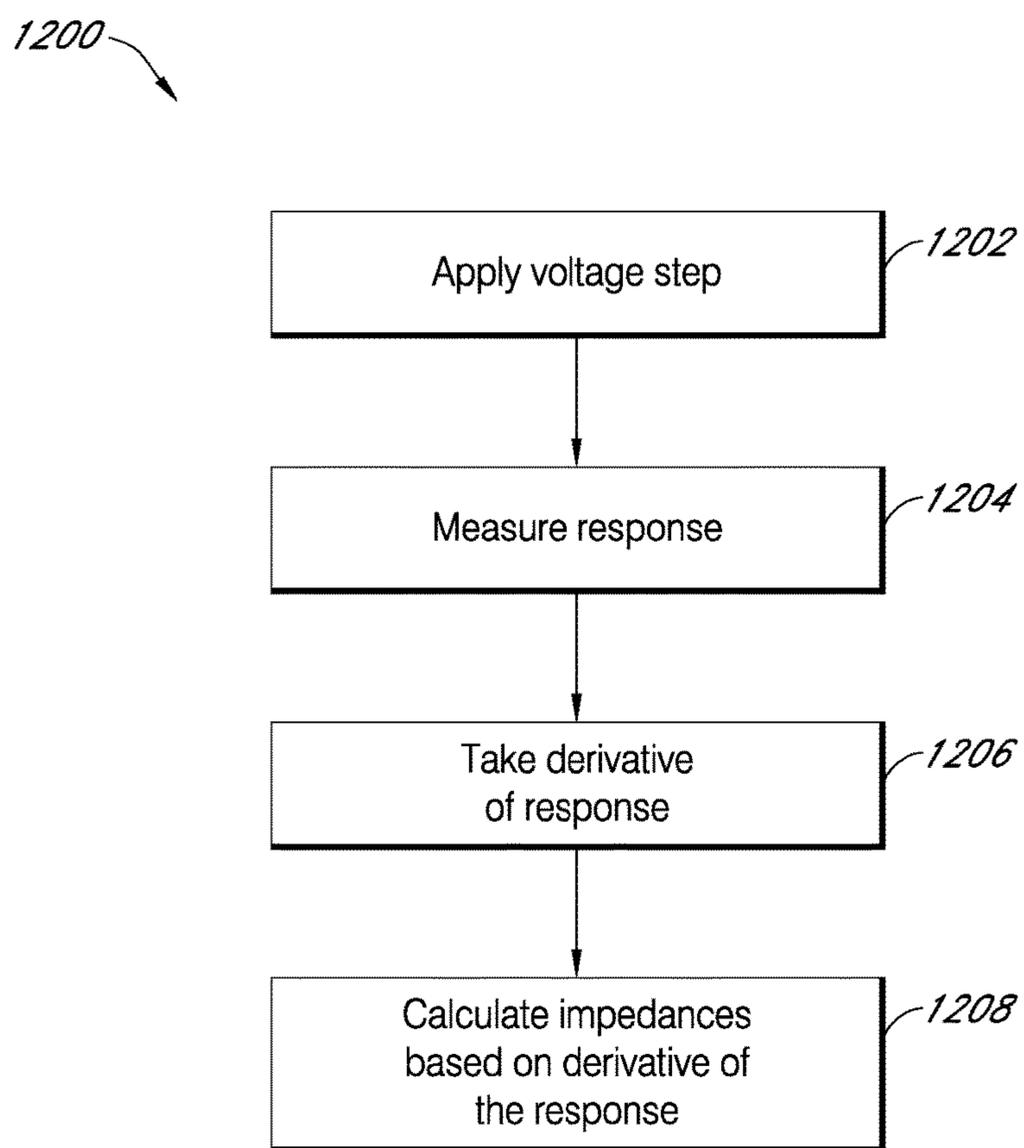 1200
Apply voltage step
1202
Measure response
1204
Take derivative
of response
1206
Calculate impedances
based on derivative of
the response
1208